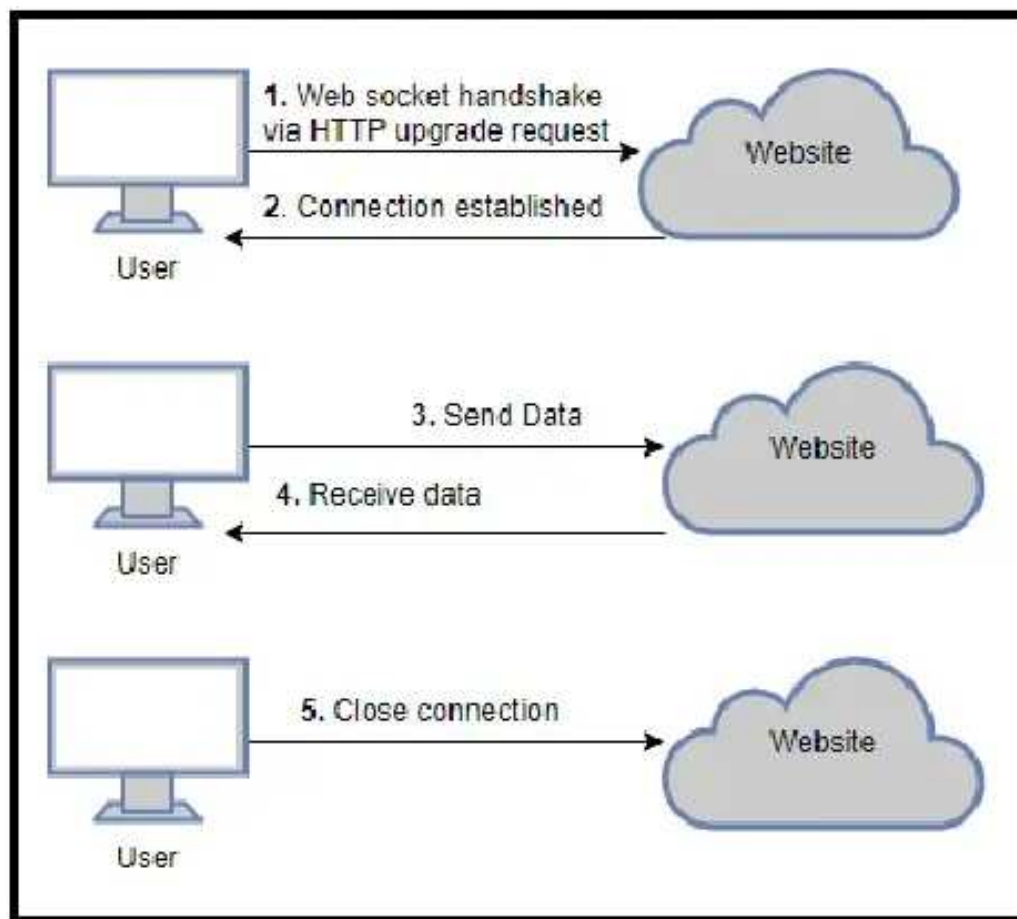 1. Web socket handshake
via HTTP upgrade request
Website
2. Connection established
User
3. Send Data
Website
4. Receive data
User
5. Close connection
Website
User